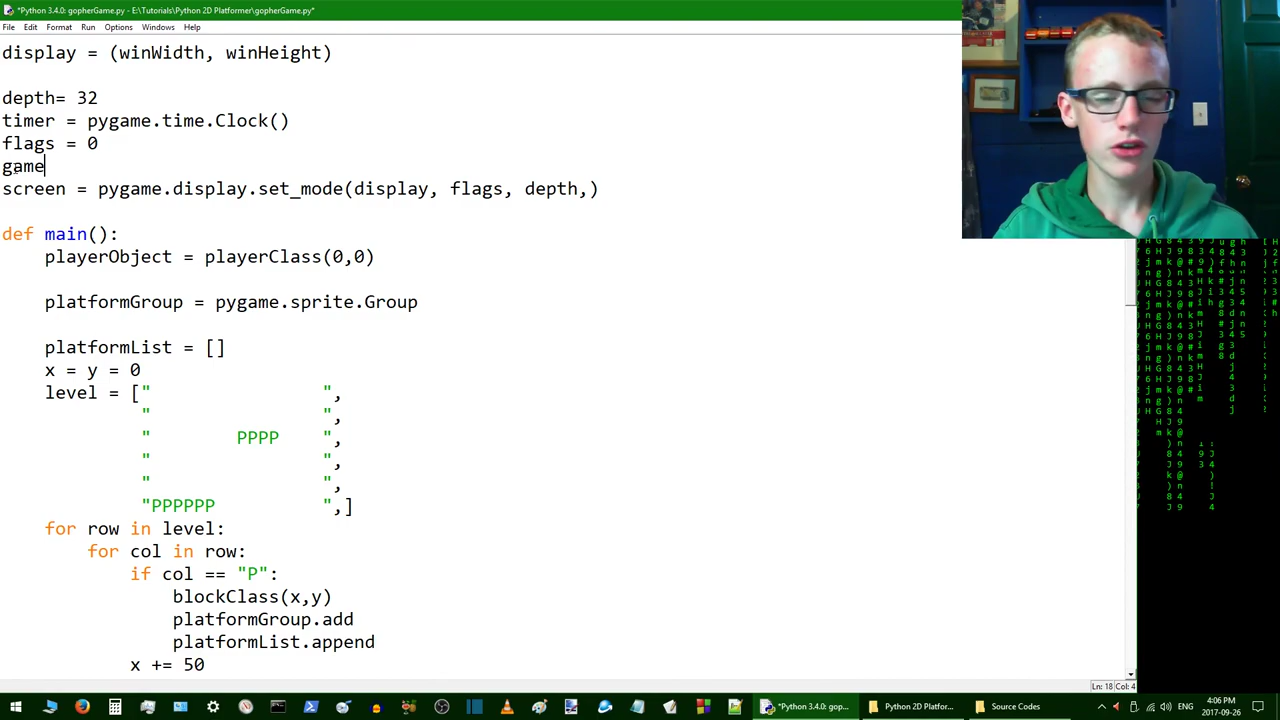 *Python 3.4.0: gopherGame.py - E:\Tutorials\Python 2D Platformer\gopherGame.py*
File Edit Format Run Options Windows Help
display = (winWidth, winHeight)
depth= 32
timer = pygame.time.Clock()
flags = 0
game
screen = pygame.display.set_mode(display, flags, depth,)
def main():
playerObject = playerClass(0,0)
platformGroup = pygame.sprite.Group
platformList = []
x = y = 0
level = [" ",
" ",
" PPPP ",
" ",
" ",
"PPPPPP ",]
for row in level:
for col in row:
if col == "P":
blockClass(x,y)
platformGroup.add
platformList.append
x += 50
Ln: 18 Col: 4
*Python 3.4.0: gop... Python 2D Platfor... Source Codes ENG 4:06 PM
2017-09-26